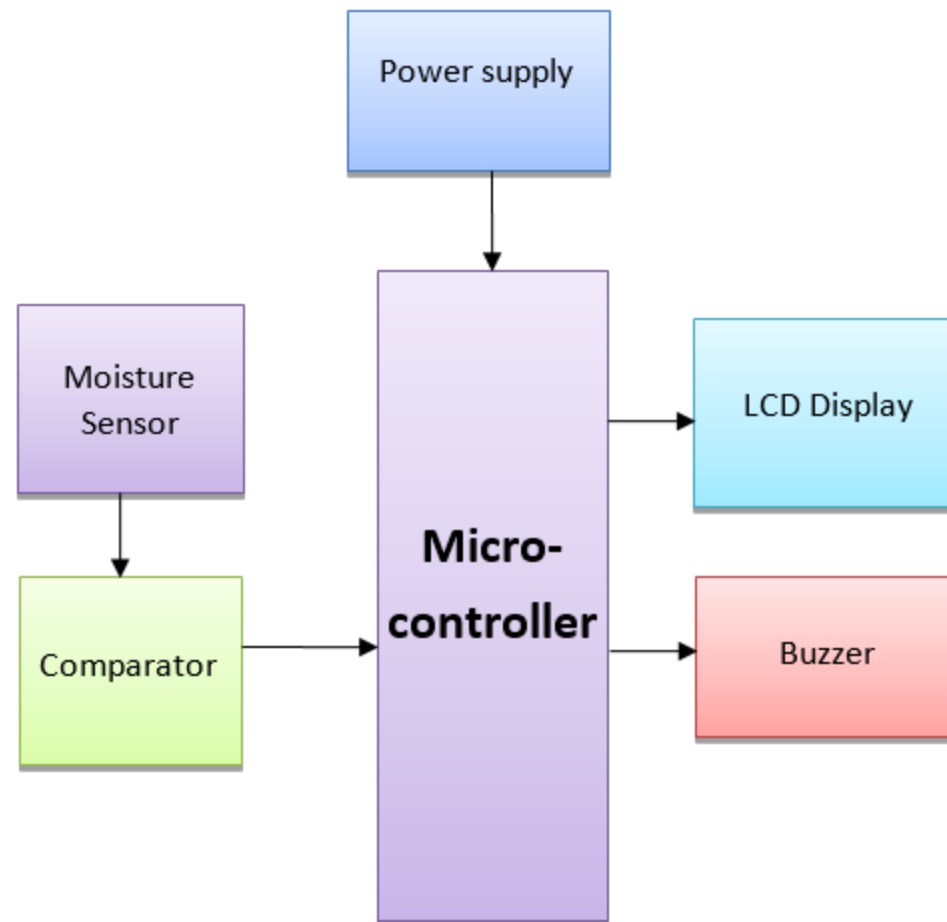 Power supply
Moisture
Sensor
LCD Display
Micro-
controller
Comparator
Buzzer